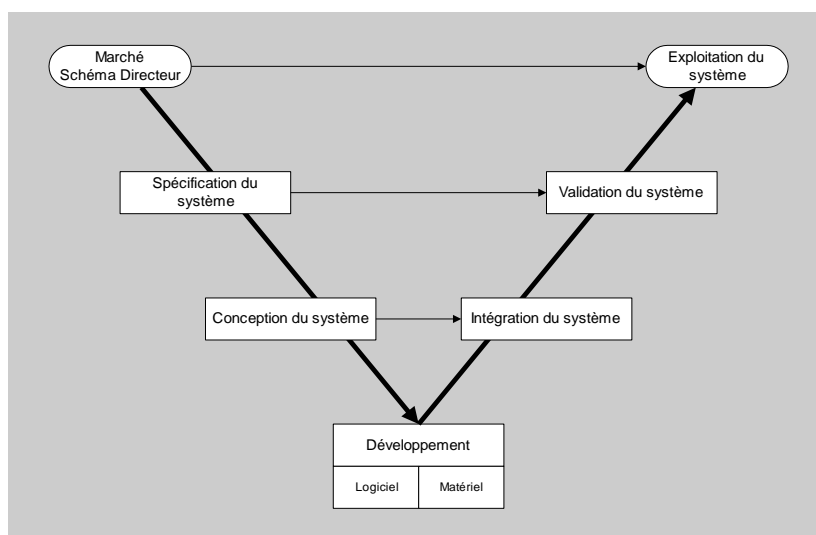 Marché
Schéma Directeur
Exploitation du
système
Spécification du
système
Validation du système
Conception du système
Intégration du système
Développement
Logiciel
Matériel